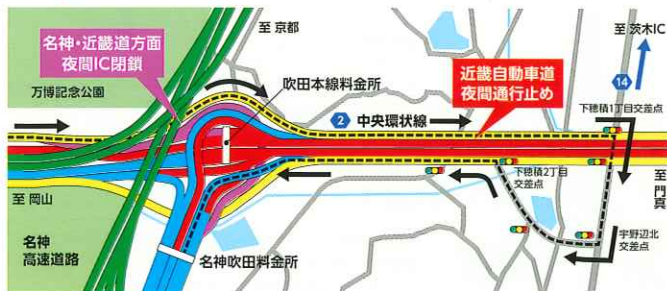 至 京都
至 茨木IC
名神・近畿道方面
夜間IC閉鎖
万博記念公園
吹田本線料金所
近畿自動車道
夜間通行止め
14
下穂積1丁目
交差点
2 中央環状線
下穂積2丁目
交差点
至 門真
至 岡山
宇野辺北
交差点
名神
高速道路
名神吹田料金所